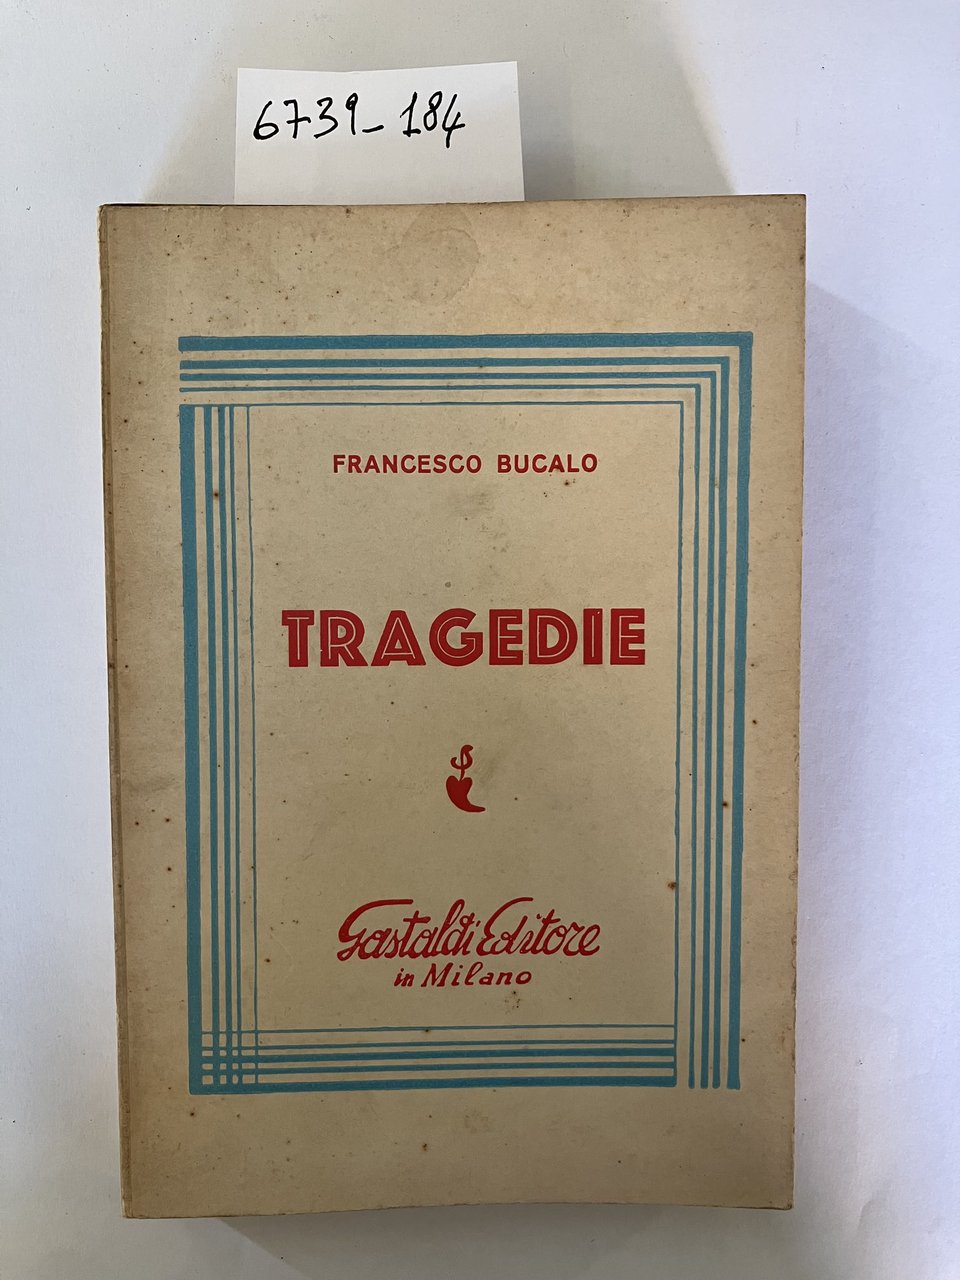 6739_184
FRANCESCO BUCALO
TRAGEDIE
Gastaldi Editore
in Milano